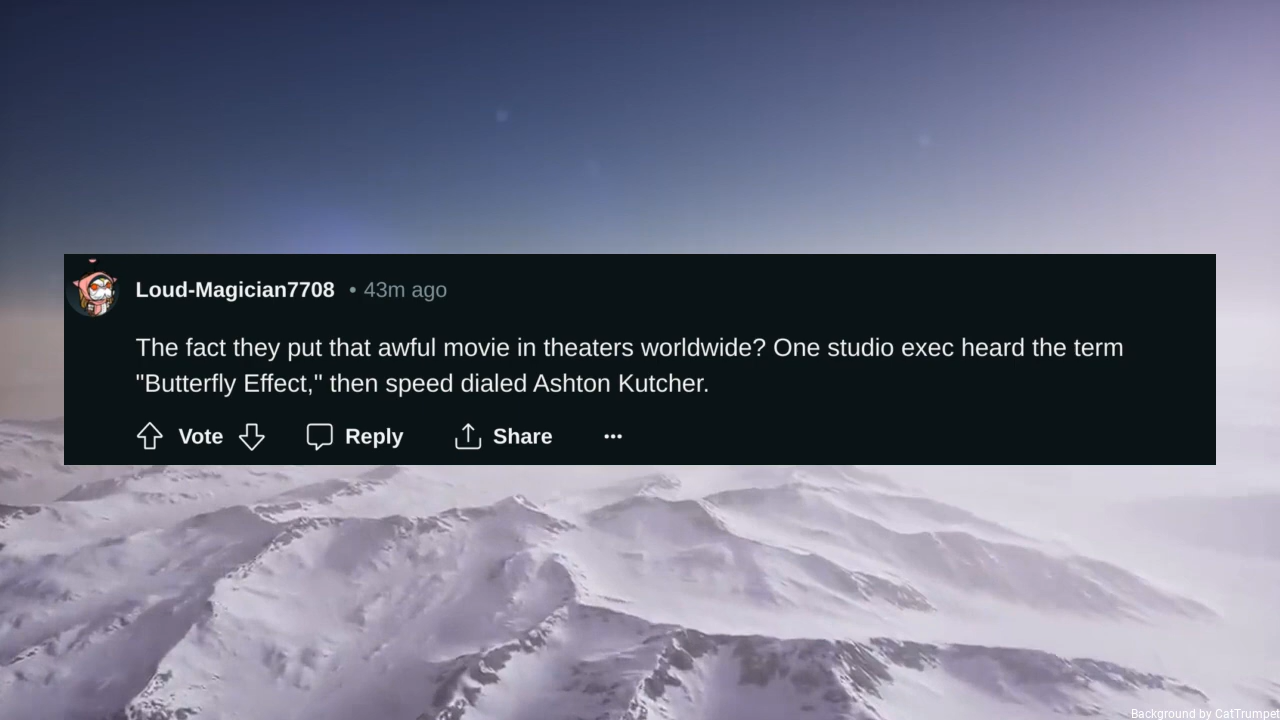 Loud-Magician7708 • 43m ago
The fact they put that awful movie in theaters worldwide? One studio exec heard the term
"Butterfly Effect," then speed dialed Ashton Kutcher.
Vote Reply Share ···
Background by CatTrumpet